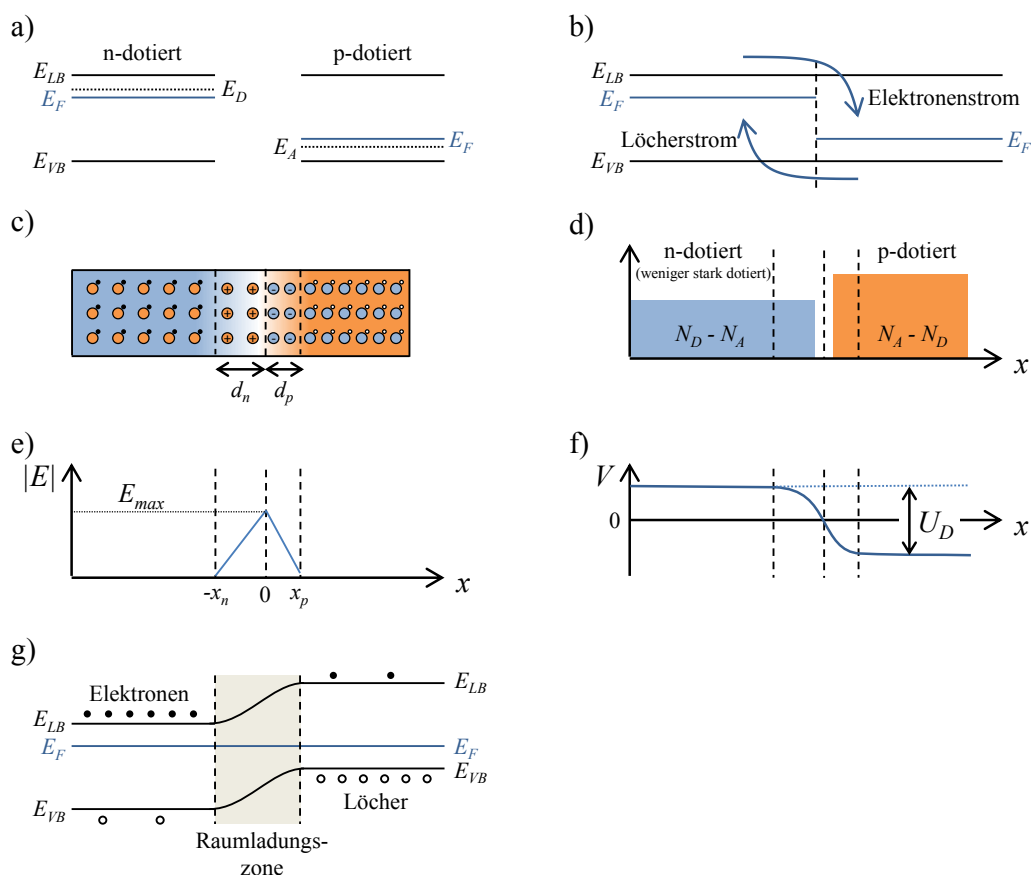 a)
n-dotiert
p-dotiert
E_LB
E_D
E_F
E_A
E_F
E_VB
b)
E_LB
E_F
Elektronenstrom
Löcherstrom
E_F
E_VB
c)
d_n
d_p
d)
n-dotiert
(weniger stark dotiert)
p-dotiert
N_D - N_A
N_A - N_D
x
e)
|E|
E_max
-x_n
0
x_p
x
f)
V
0
U_D
x
g)
Elektronen
E_LB
E_LB
E_F
E_F
E_VB
Löcher
E_VB
Raumladungs-
zone